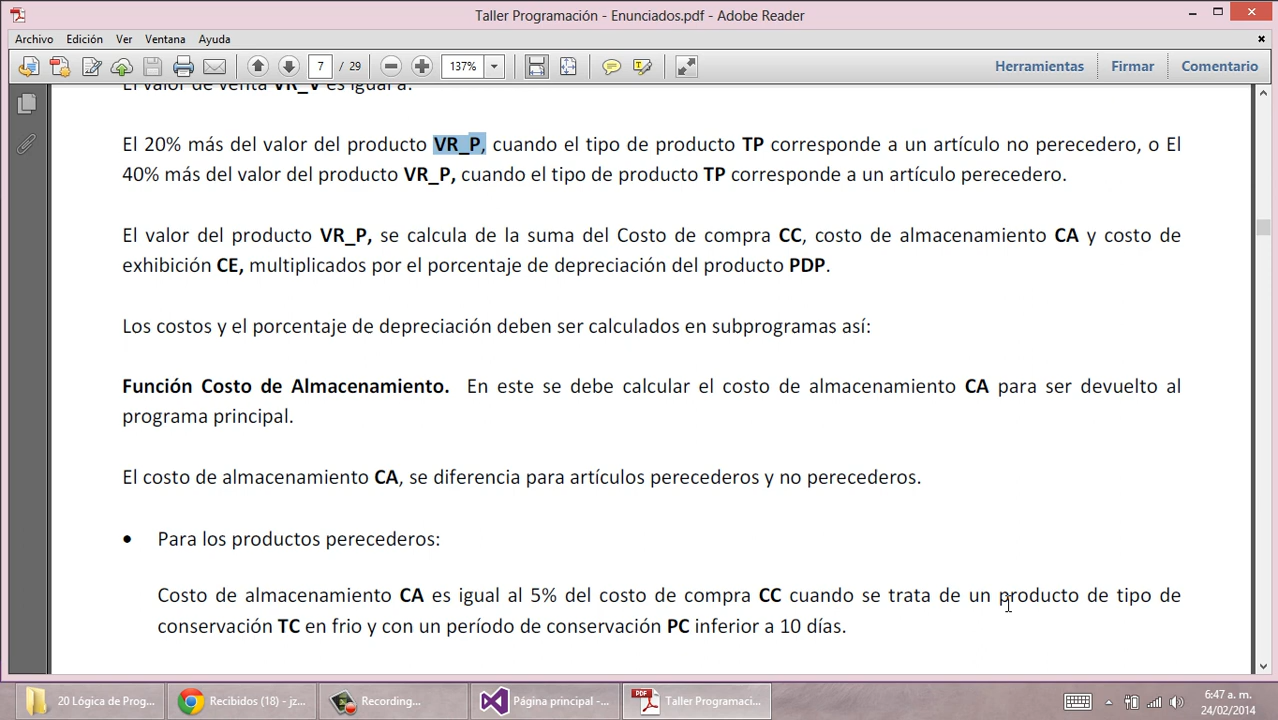 Taller Programación - Enunciados.pdf - Adobe Reader
Archivo Edición Ver Ventana Ayuda
7 / 29 137% Herramientas Firmar Comentario
El valor de venta VR_V es igual a:
El 20% más del valor del producto VR_P, cuando el tipo de producto TP corresponde a un artículo no perecedero, o El
40% más del valor del producto VR_P, cuando el tipo de producto TP corresponde a un artículo perecedero.
El valor del producto VR_P, se calcula de la suma del Costo de compra CC, costo de almacenamiento CA y costo de
exhibición CE, multiplicados por el porcentaje de depreciación del producto PDP.
Los costos y el porcentaje de depreciación deben ser calculados en subprogramas así:
Función Costo de Almacenamiento. En este se debe calcular el costo de almacenamiento CA para ser devuelto al
programa principal.
El costo de almacenamiento CA, se diferencia para artículos perecederos y no perecederos.
• Para los productos perecederos:
Costo de almacenamiento CA es igual al 5% del costo de compra CC cuando se trata de un producto de tipo de
conservación TC en frio y con un período de conservación PC inferior a 10 días.
20 Lógica de Prog... Recibidos (18) - jz... Recording... Página principal -... Taller Programaci... 6:47 a. m.
24/02/2014